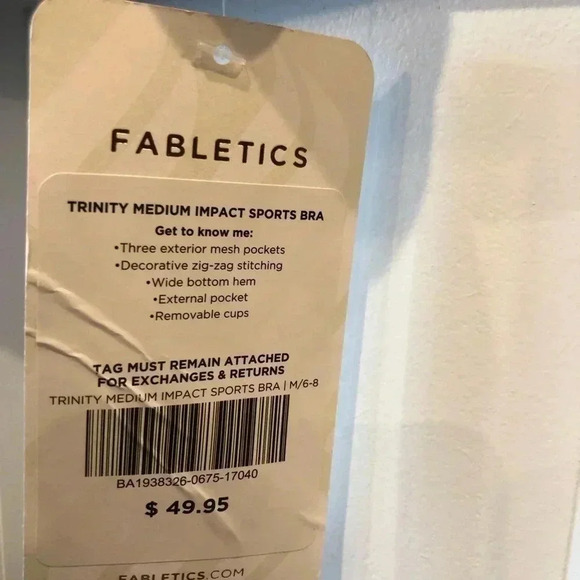 FABLETICS
TRINITY MEDIUM IMPACT SPORTS BRA
Get to know me:
•Three exterior mesh pockets
•Decorative zig-zag stitching
•Wide bottom hem
•External pocket
•Removable cups
TAG MUST REMAIN ATTACHED
FOR EXCHANGES & RETURNS
TRINITY MEDIUM IMPACT SPORTS BRA | M/6-8
BA1938326-0675-17040
$ 49.95
FABLETICS.COM